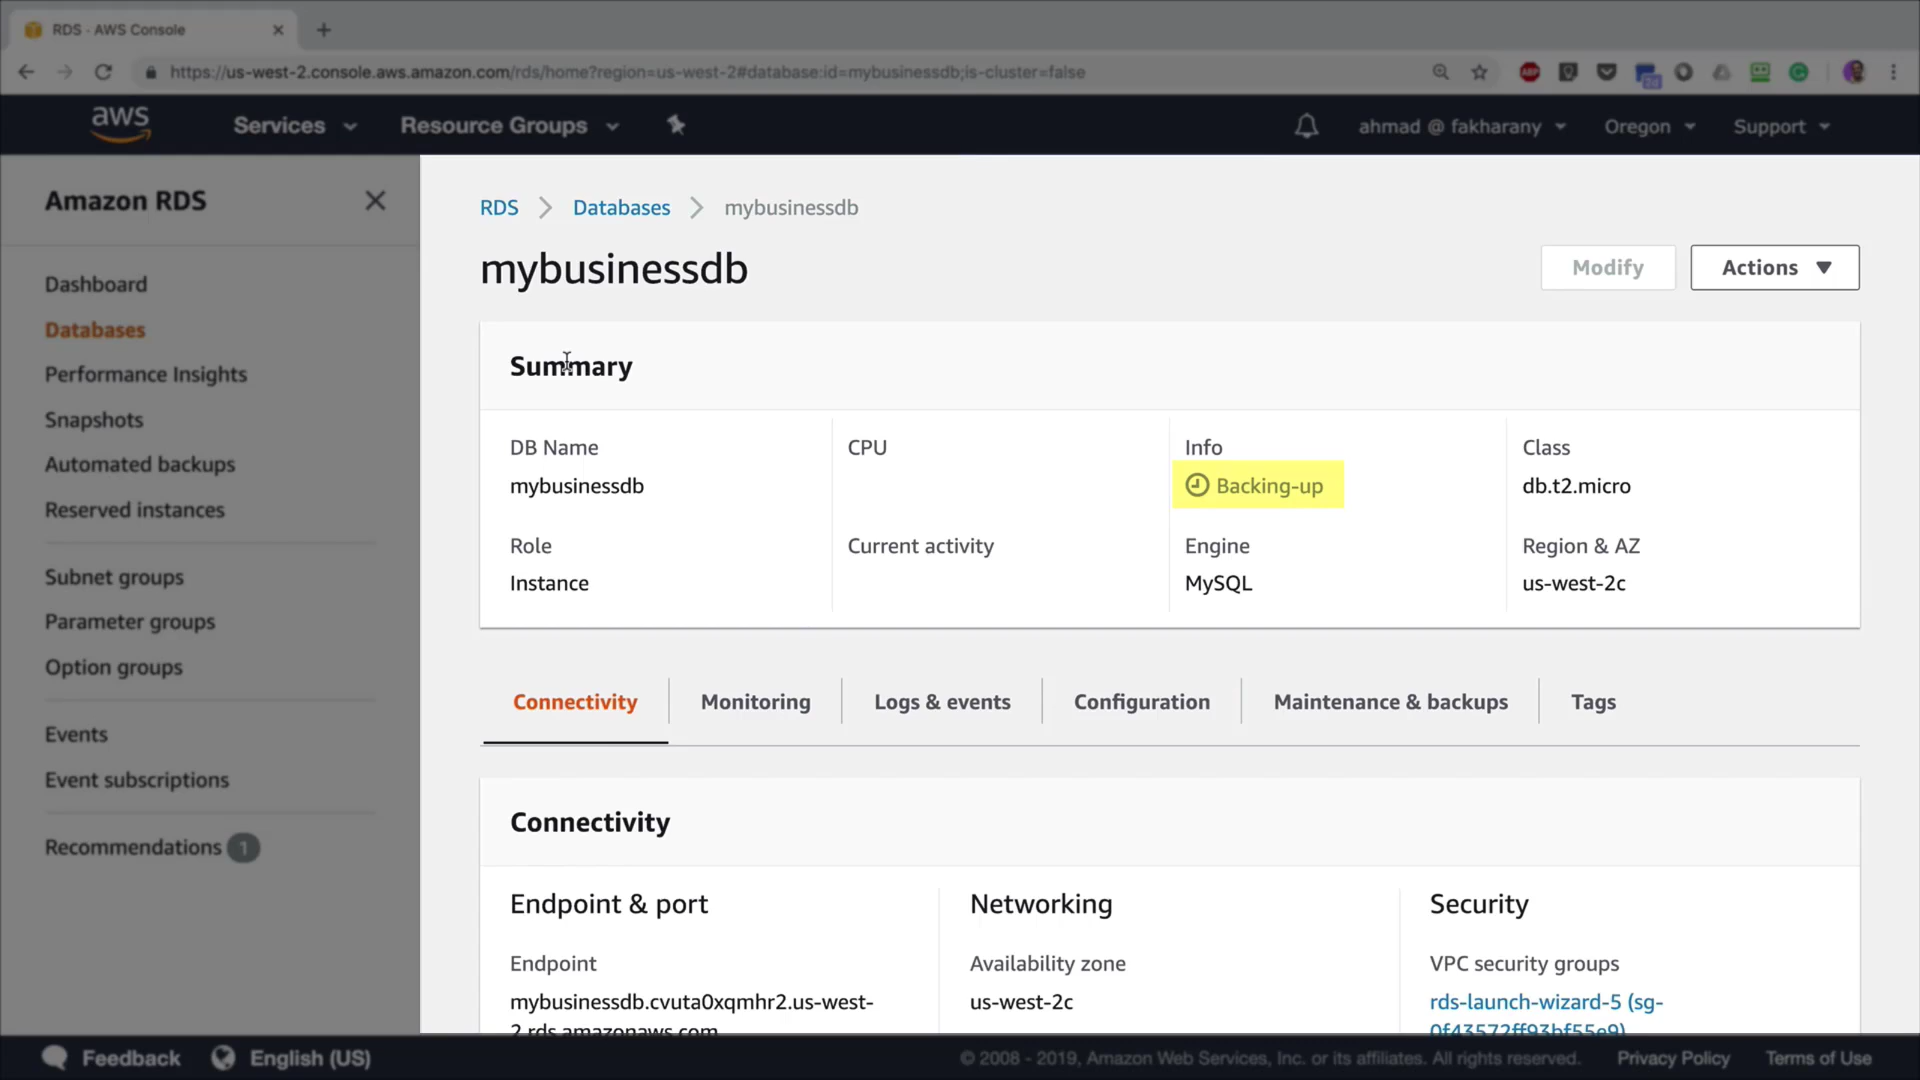 RDS · AWS Console
https://us-west-2.console.aws.amazon.com/rds/home?region=us-west-2#database:id=mybusinessdb;is-cluster=false
ABP
2d
aws
Services
Resource Groups
ahmad @ fakharany
Oregon
Support
Amazon RDS
Dashboard
Databases
Performance Insights
Snapshots
Automated backups
Reserved instances
Subnet groups
Parameter groups
Option groups
Events
Event subscriptions
Recommendations 1
RDS > Databases > mybusinessdb
mybusinessdb
Modify
Actions
Summary
DB Name
mybusinessdb
CPU
Info
Backing-up
Class
db.t2.micro
Role
Instance
Current activity
Engine
MySQL
Region & AZ
us-west-2c
Connectivity
Monitoring
Logs & events
Configuration
Maintenance & backups
Tags
Connectivity
Endpoint & port
Endpoint
mybusinessdb.cvuta0xqmhr2.us-west-
2.rds.amazonaws.com
Networking
Availability zone
us-west-2c
Security
VPC security groups
rds-launch-wizard-5 (sg-
0f43572ff93bf55e9)
Feedback
English (US)
© 2008 - 2019, Amazon Web Services, Inc. or its affiliates. All rights reserved.
Privacy Policy
Terms of Use